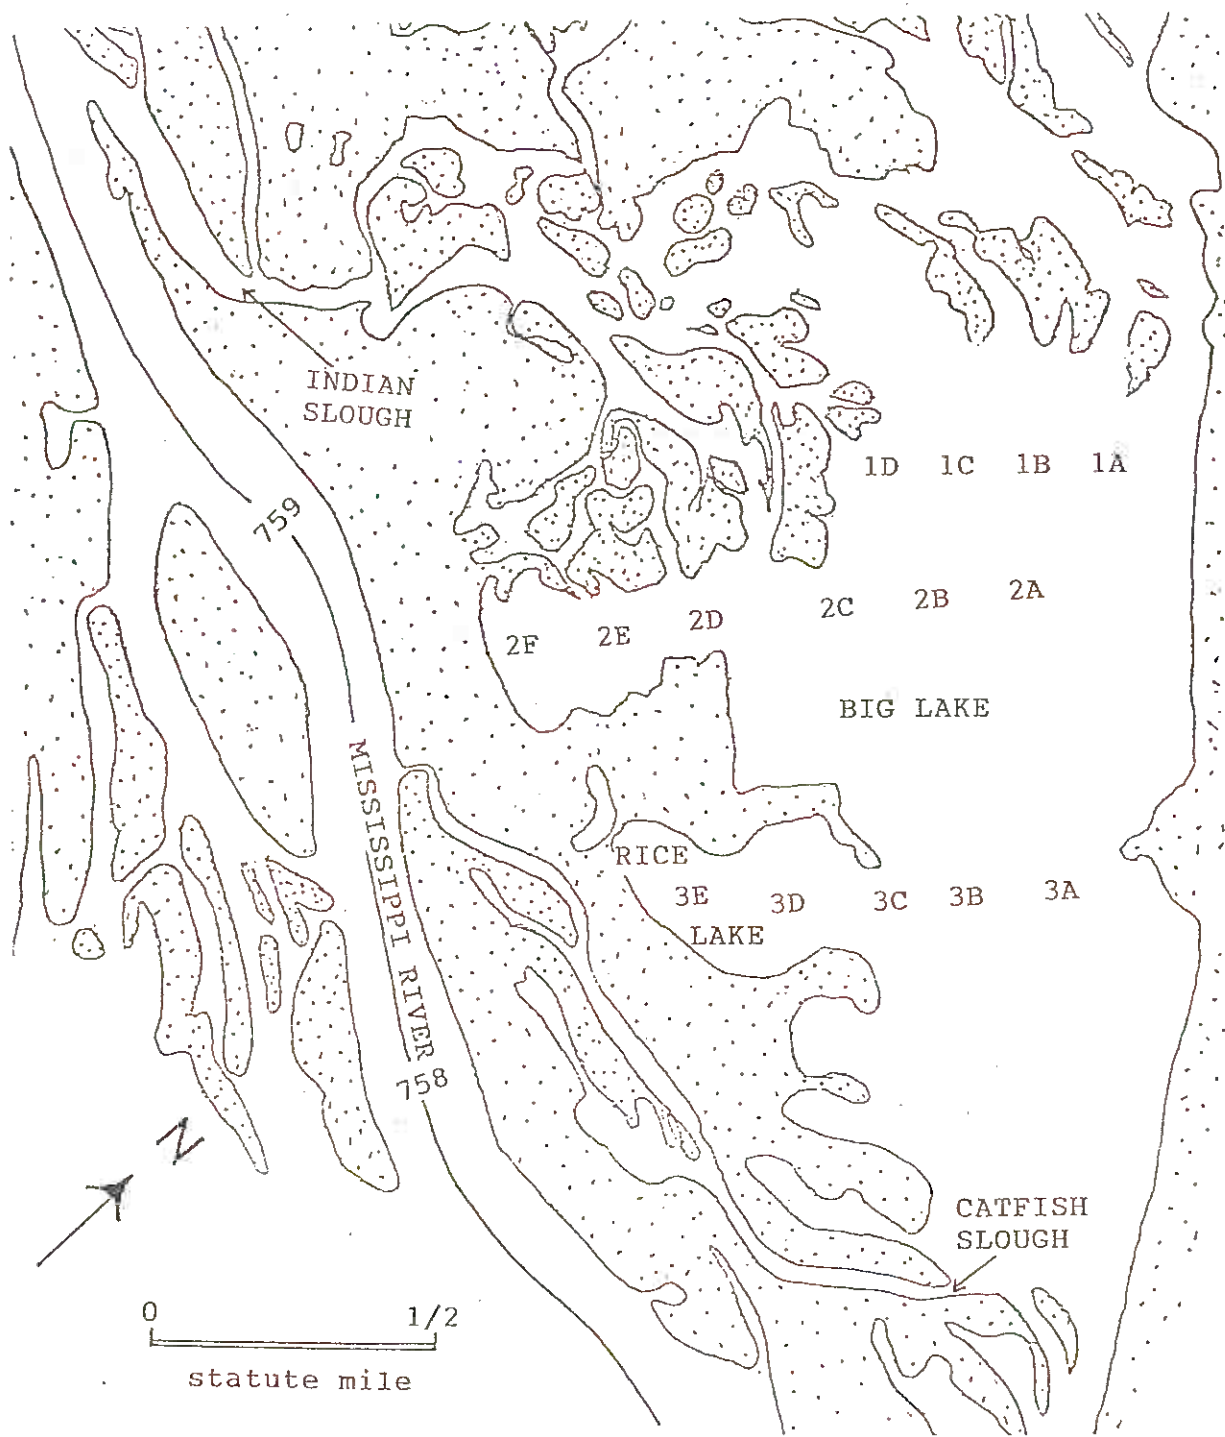 INDIAN
SLOUGH
1D 1C 1B 1A
759
2F 2E 2D 2C 2B 2A
BIG LAKE
MISSISSIPPI RIVER
RICE
3E 3D 3C 3B 3A
LAKE
758
N
CATFISH
SLOUGH
0 1/2
statute mile